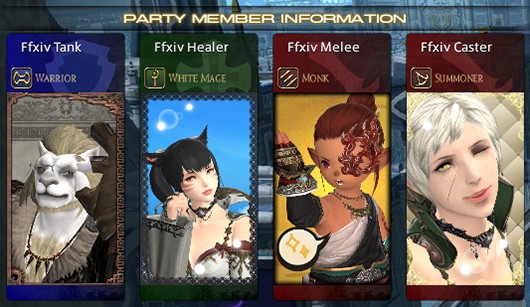 PARTY MEMBER INFORMATION
Ffxiv Tank
WARRIOR
Ffxiv Healer
WHITE MAGE
Ffxiv Melee
MONK
Ffxiv Caster
SUMMONER